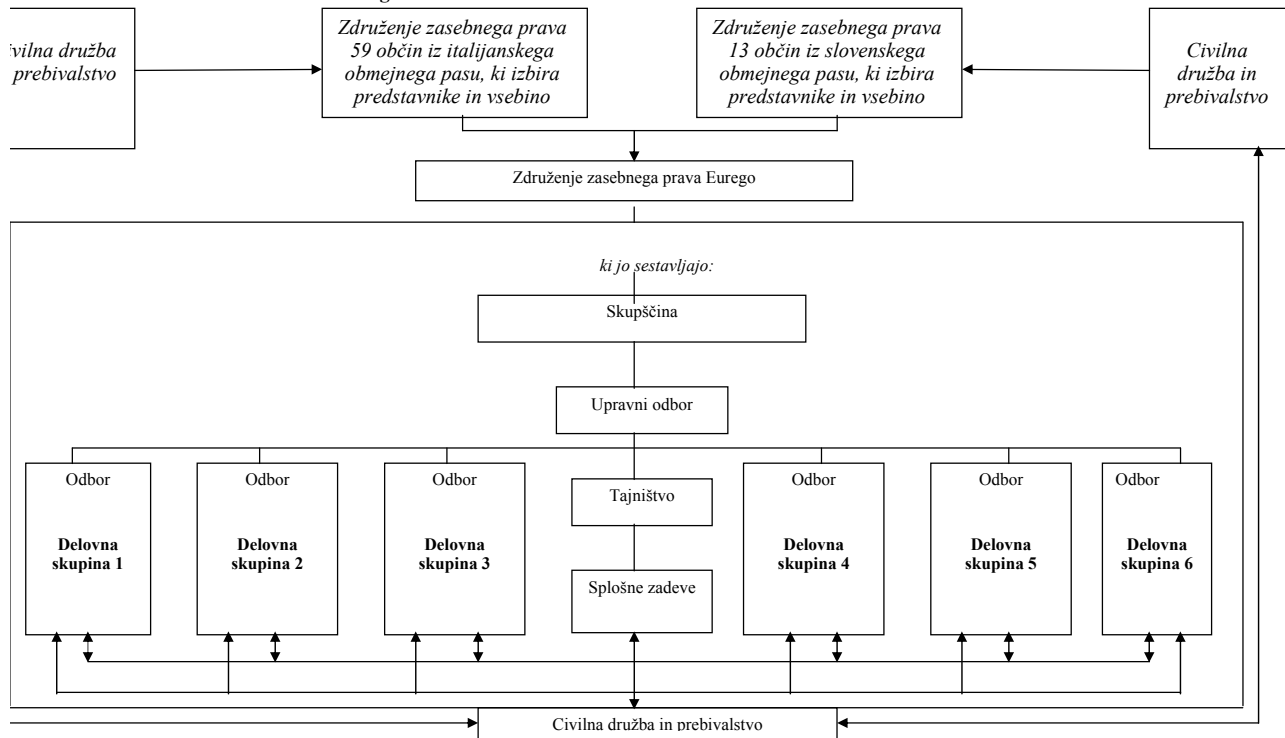 Združenje zasebnega prava
59 občin iz italijanskega
obmejnega pasu, ki izbira
predstavnike in vsebino
Združenje zasebnega prava
13 občin iz slovenskega
obmejnega pasu, ki izbira
predstavnike in vsebino
družba
prebivalstvo
Civilna
družba in
prebivalstvo
Združenje zasebnega prava Eurego
ki jo sestavljajo:
Skupščina
Upravni odbor
Odbor
Delovna
skupina 1
Odbor
Delovna
skupina 2
Odbor
Delovna
skupina 3
Tajništvo
Splošne zadeve
Odbor
Delovna
skupina 4
Odbor
Delovna
skupina 5
Odbor
Delovna
skupina 6
Civilna družba in prebivalstvo